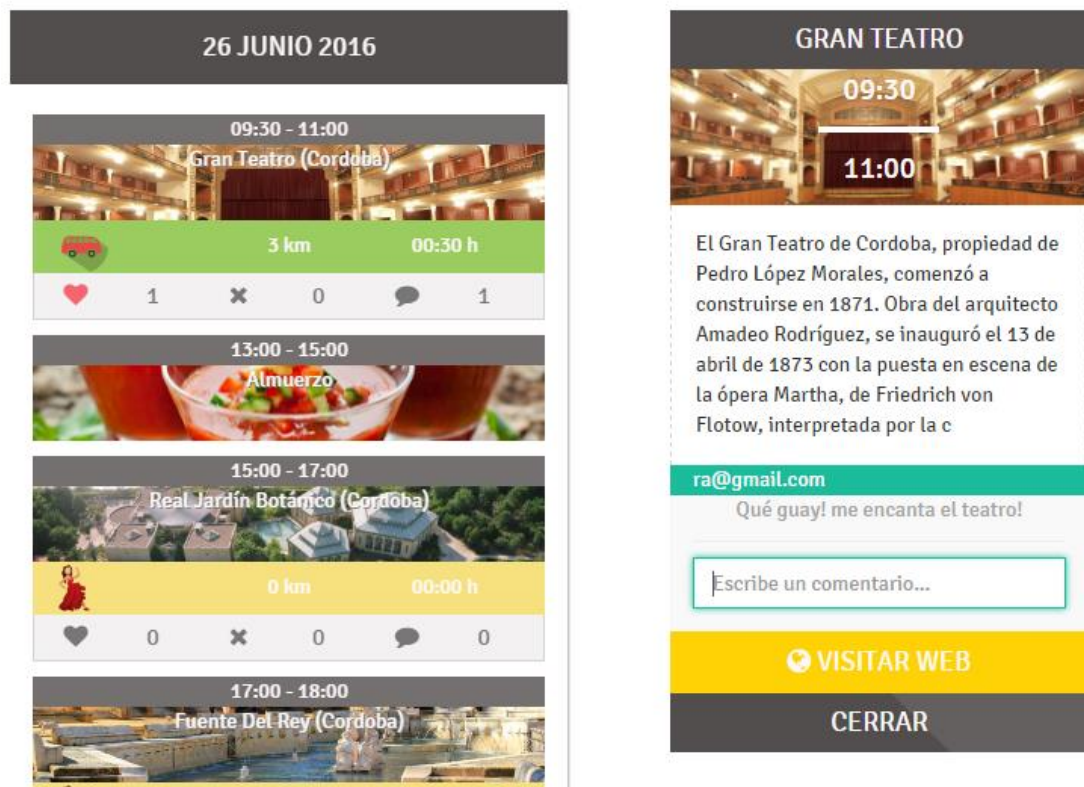 26 JUNIO 2016
09:30 - 11:00
Gran Teatro (Cordoba)
3 km 00:30 h
1 0 1
13:00 - 15:00
Almuerzo
15:00 - 17:00
Real Jardín Botánico (Cordoba)
0 km 00:00 h
0 0 0
17:00 - 18:00
Fuente Del Rey (Cordoba)
GRAN TEATRO
09:30
11:00
El Gran Teatro de Cordoba, propiedad de
Pedro López Morales, comenzó a
construirse en 1871. Obra del arquitecto
Amadeo Rodríguez, se inauguró el 13 de
abril de 1873 con la puesta en escena de
la ópera Martha, de Friedrich von
Flotow, interpretada por la c
ra@gmail.com
Qué guay! me encanta el teatro!
Escribe un comentario...
VISITAR WEB
CERRAR